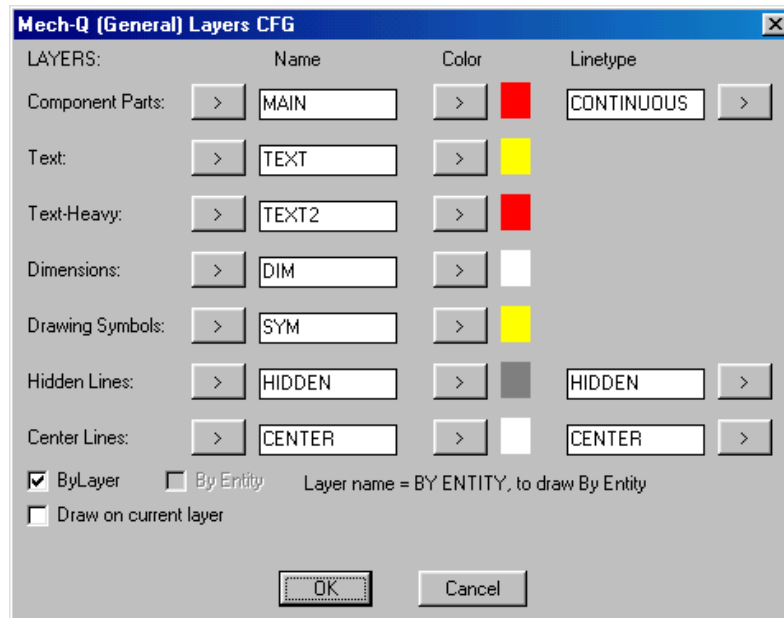 Mech-Q (General) Layers CFG
LAYERS: Name Color Linetype
Component Parts: > MAIN > CONTINUOUS >
Text: > TEXT >
Text-Heavy: > TEXT2 >
Dimensions: > DIM >
Drawing Symbols: > SYM >
Hidden Lines: > HIDDEN > HIDDEN >
Center Lines: > CENTER > CENTER >
ByLayer By Entity Layer name = BY ENTITY, to draw By Entity
Draw on current layer
OK Cancel